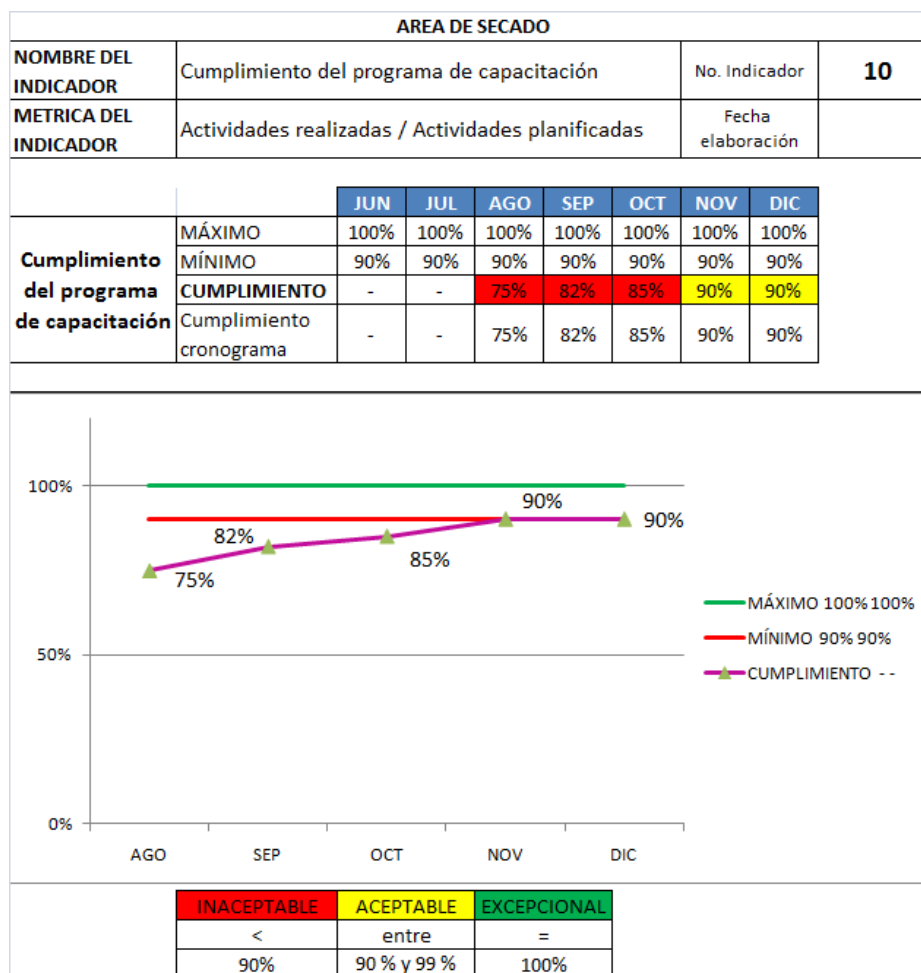 AREA DE SECADO
NOMBRE DEL INDICADOR Cumplimiento del programa de capacitación No. Indicador 10
METRICA DEL INDICADOR Actividades realizadas / Actividades planificadas Fecha elaboración
JUN JUL AGO SEP OCT NOV DIC
Cumplimiento del programa de capacitación
MÁXIMO 100% 100% 100% 100% 100% 100% 100%
MÍNIMO 90% 90% 90% 90% 90% 90% 90%
CUMPLIMIENTO - - 75% 82% 85% 90% 90%
Cumplimiento cronograma - - 75% 82% 85% 90% 90%
100%
50%
0%
75%
82%
85%
90%
90%
AGO SEP OCT NOV DIC
MÁXIMO 100% 100%
MÍNIMO 90% 90%
CUMPLIMIENTO - -
INACEPTABLE ACEPTABLE EXCEPCIONAL
< entre =
90% 90 % y 99 % 100%